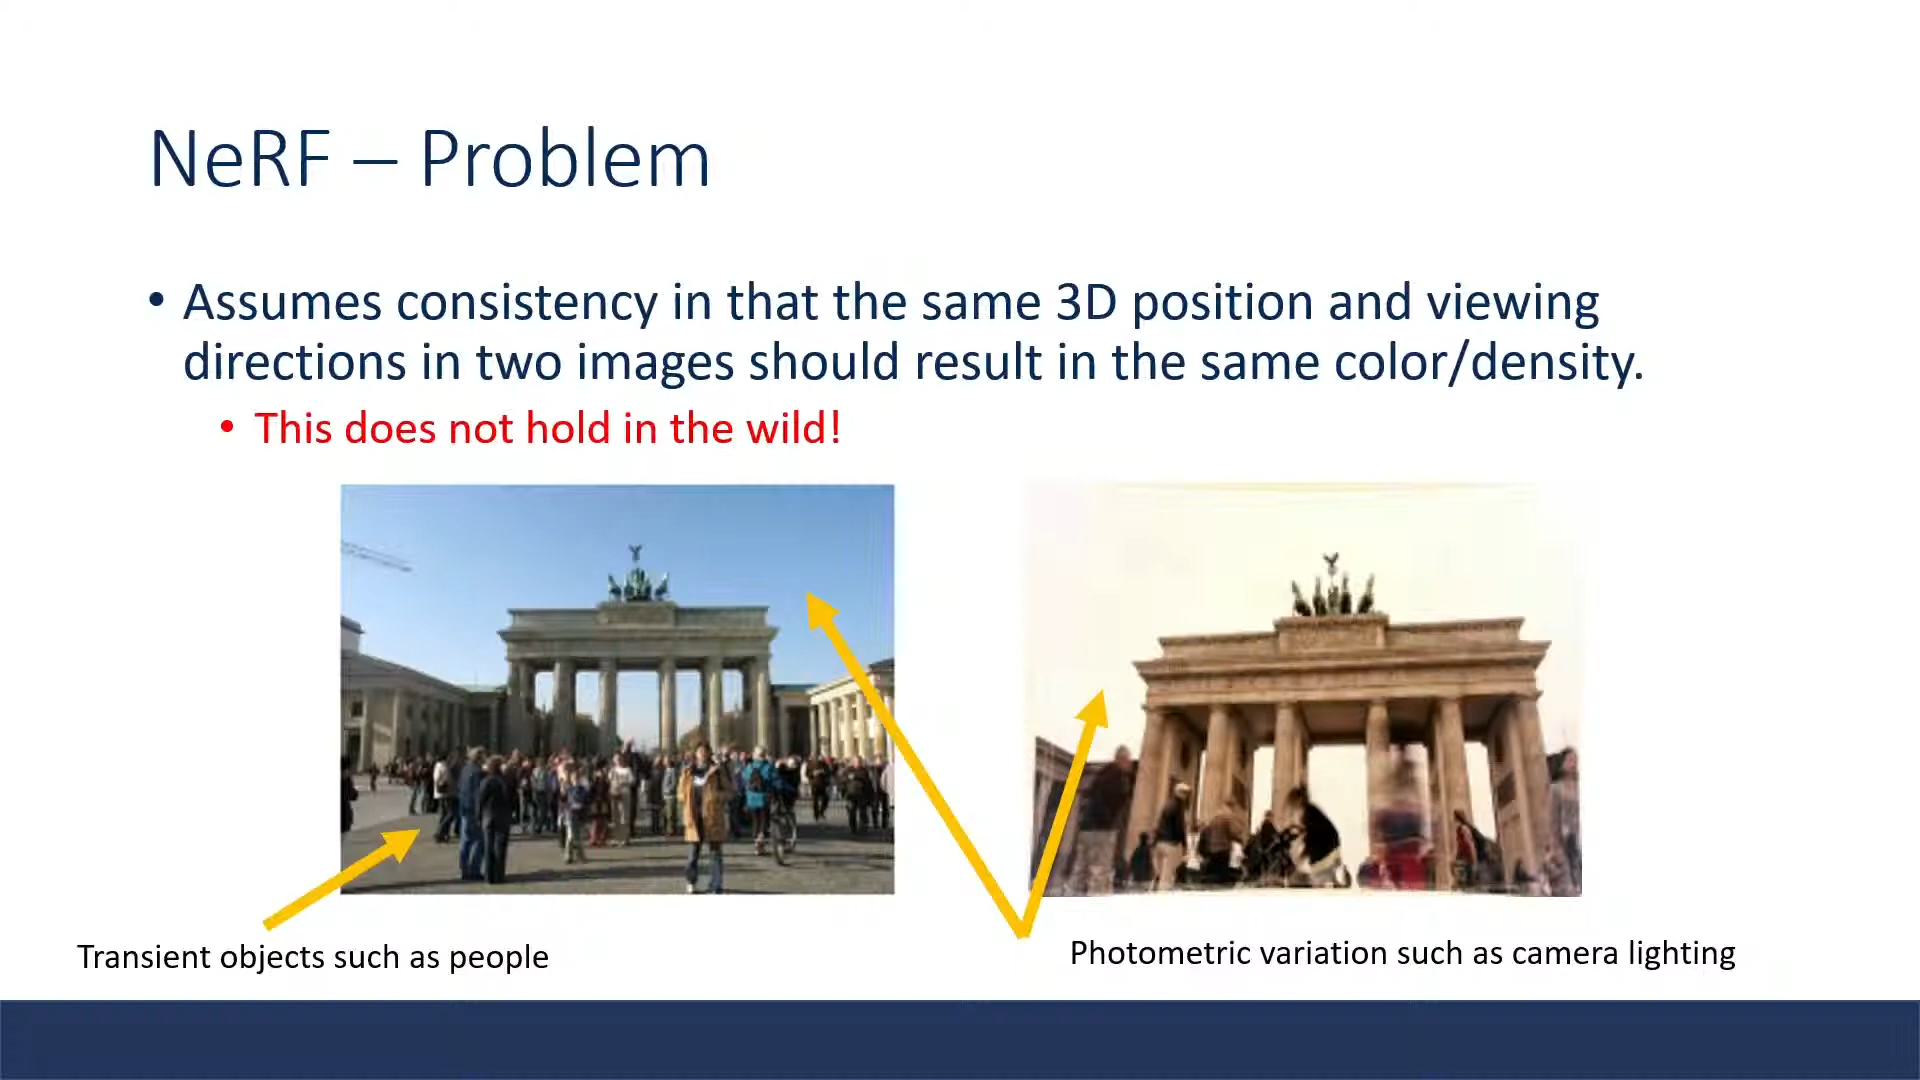 NeRF – Problem
• Assumes consistency in that the same 3D position and viewing
directions in two images should result in the same color/density.
• This does not hold in the wild!
Transient objects such as people
Photometric variation such as camera lighting